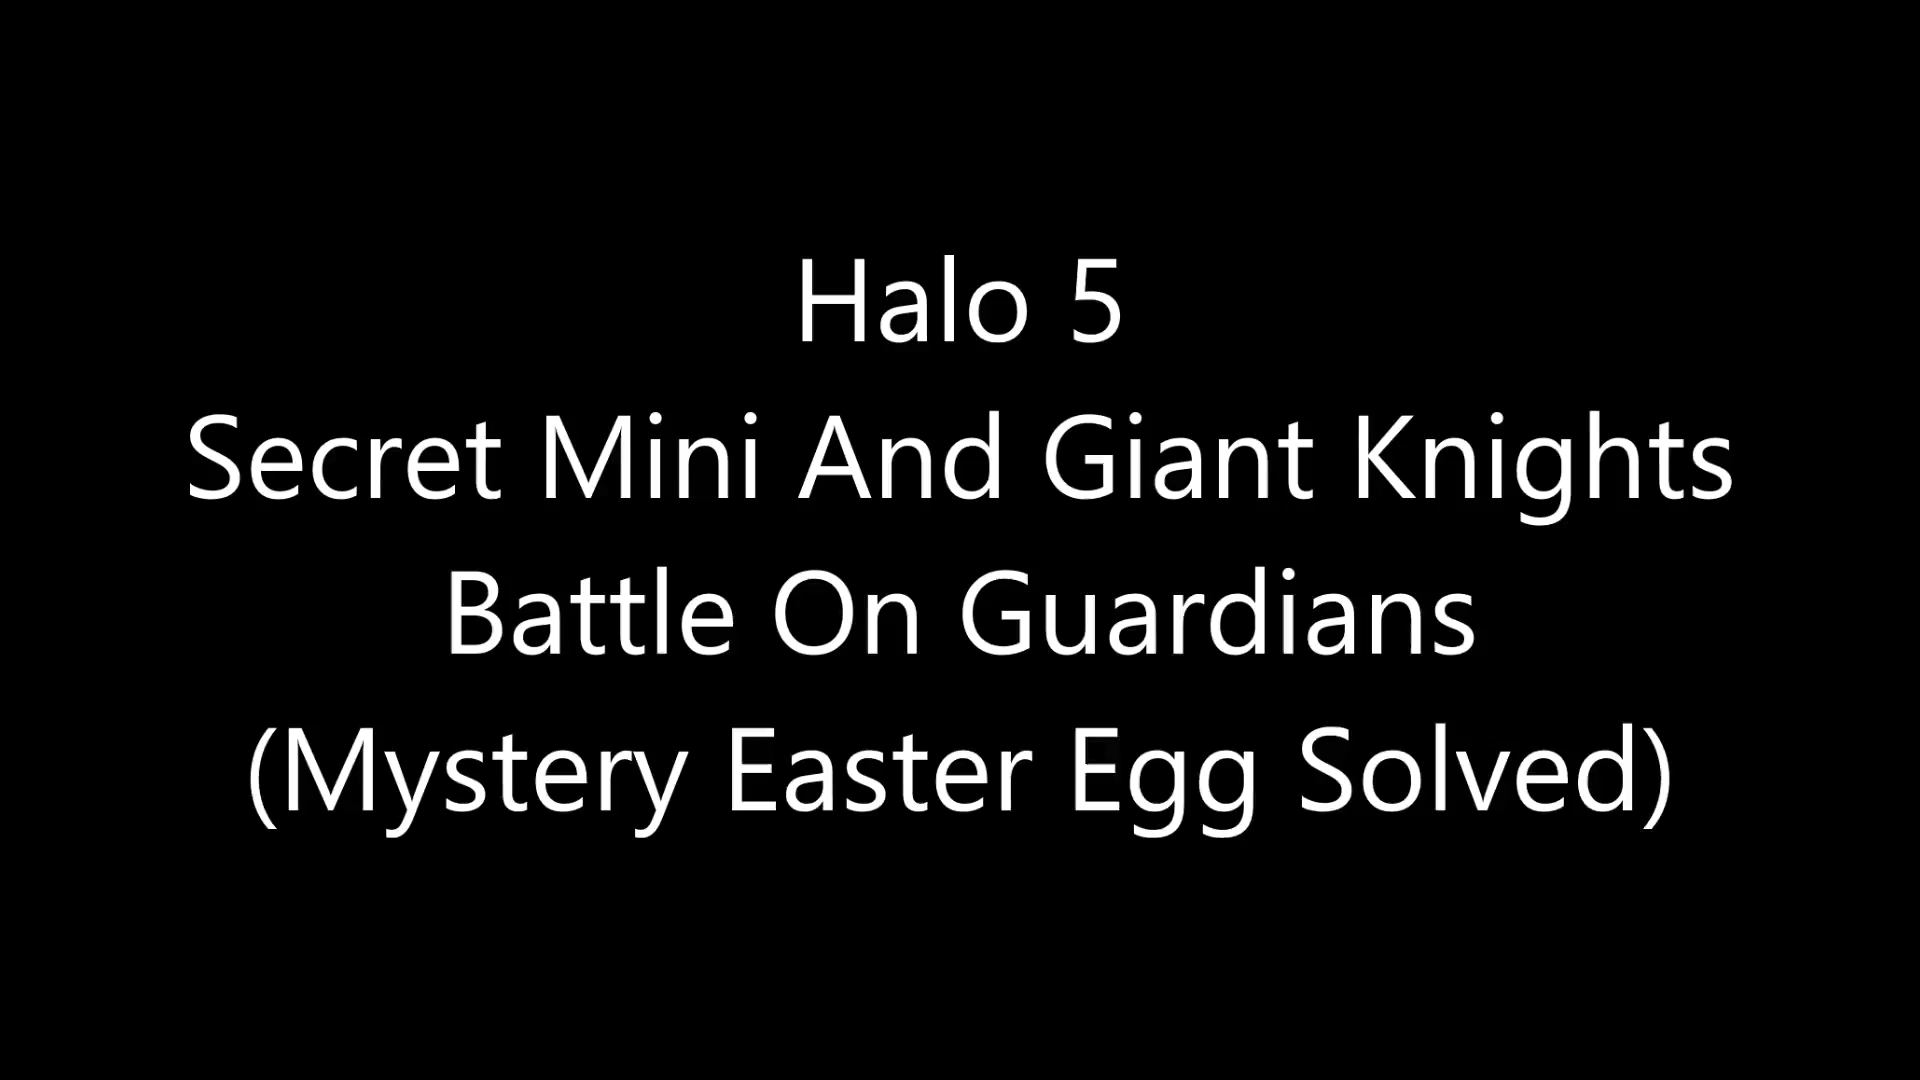 Halo 5
Secret Mini And Giant Knights
Battle On Guardians
(Mystery Easter Egg Solved)